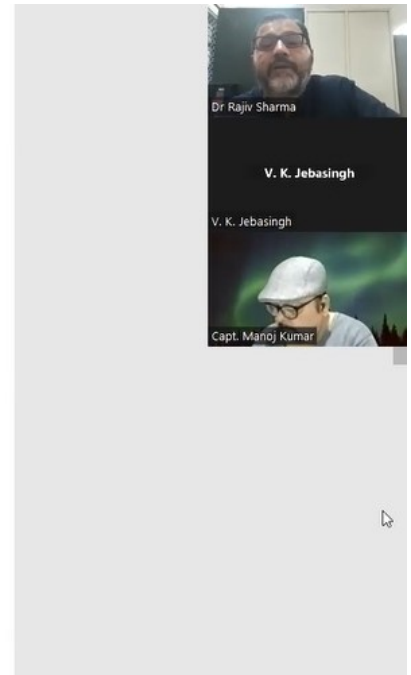 Dr Rajiv Sharma
V. K. Jebasingh
V. K. Jebasingh
Capt. Manoj Kumar